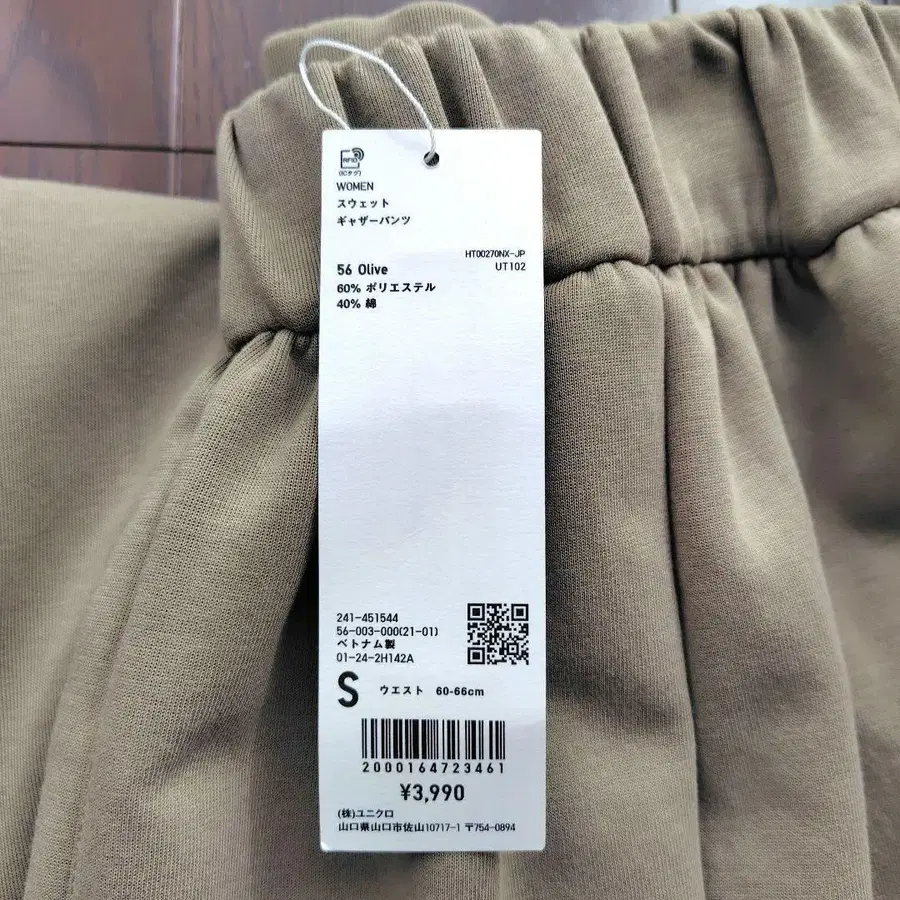 RFID
(ICタグ)
WOMEN
スウェット
ギャザーパンツ
HT00270NX-JP
UT102
56 Olive
60% ポリエステル
40% 綿
241-451544
56-003-000(21-01)
ベトナム製
01-24-2H142A
S ウエスト 60-66cm
2000164723461
¥3,990
(株)ユニクロ
山口県山口市佐山10717-1 〒754-0894